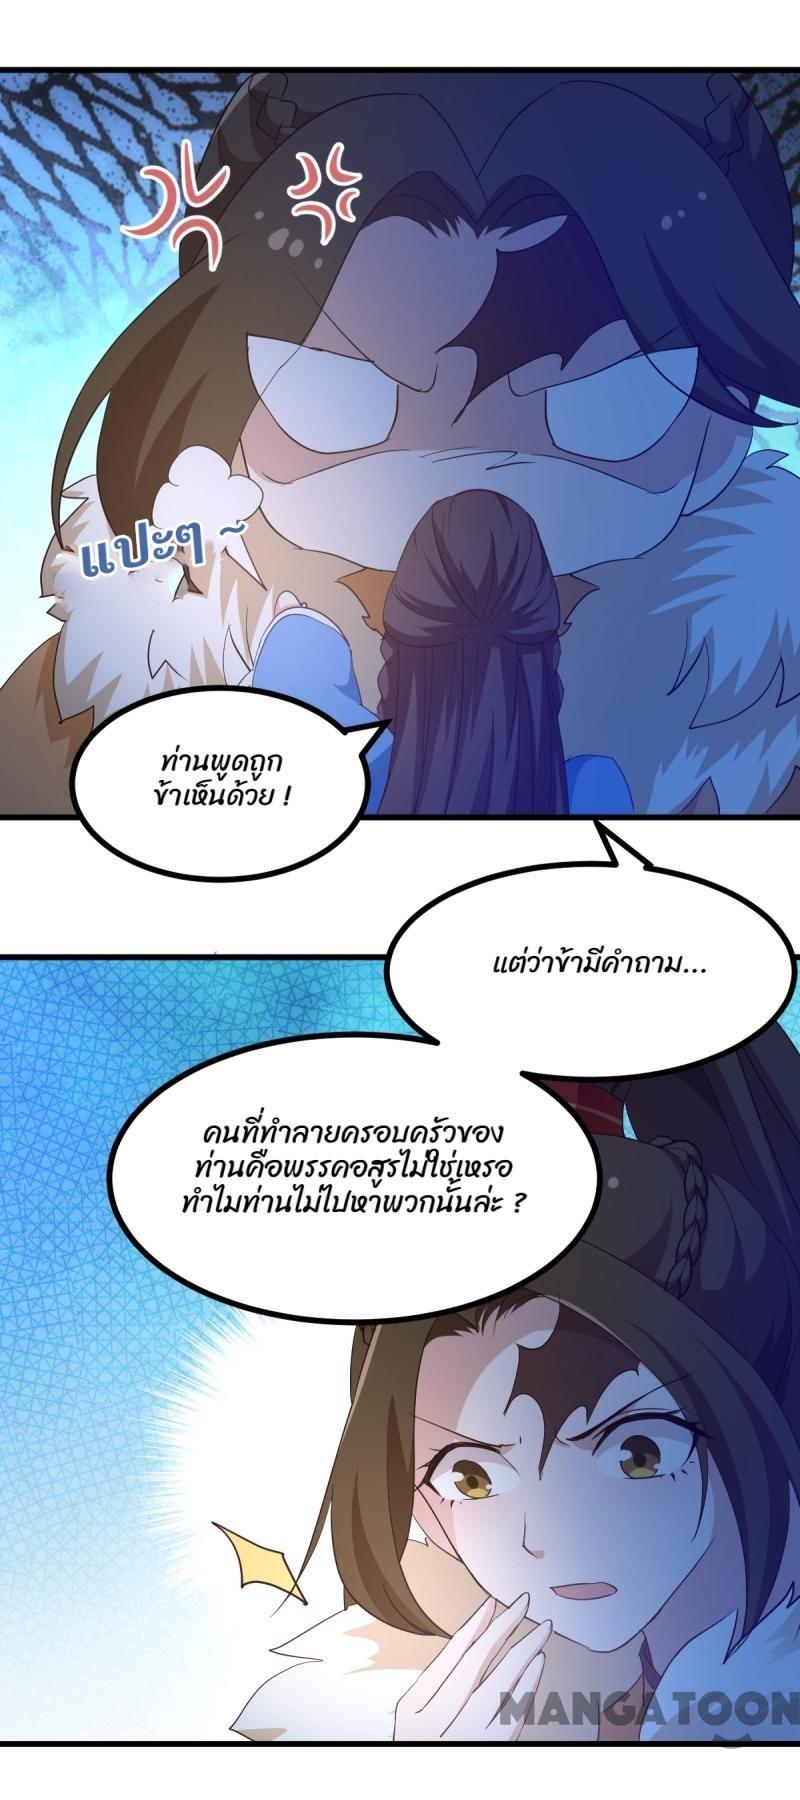 แปะๆ ~
ท่านพูดถูก
ข้าเห็นด้วย !
แต่ว่าข้ามีคำถาม...
คนที่ทำลายครอบครัวของ
ท่านคือพรรคอสูรไม่ใช่เหรอ
ทำไมท่านไม่ไปหาพวกนั้นล่ะ ?
MANGATOON